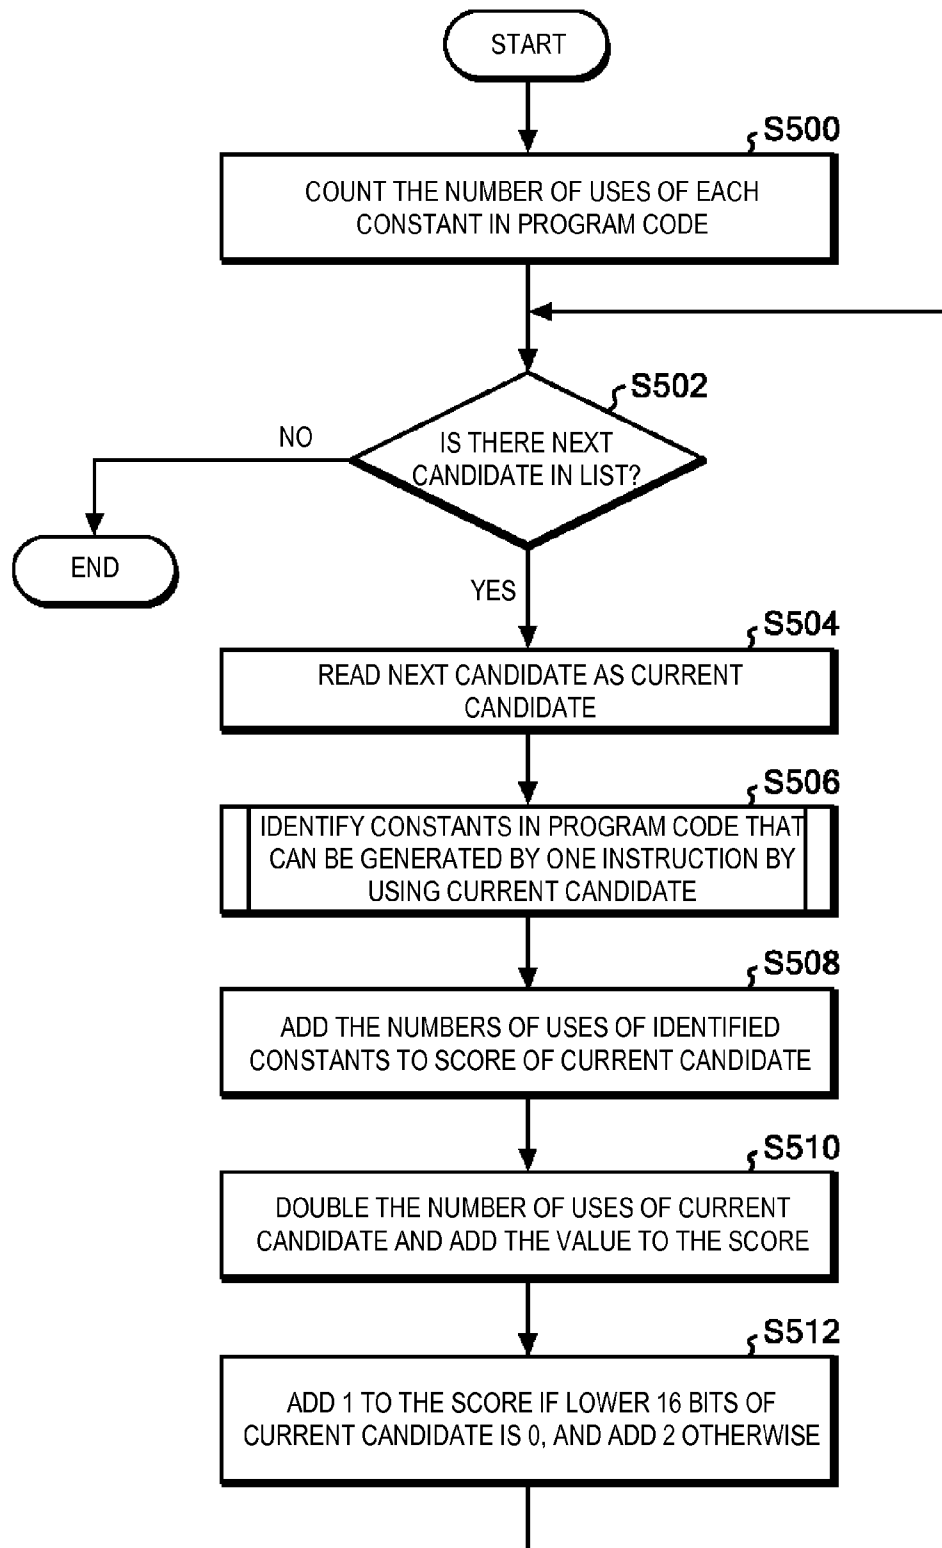 START
S500
COUNT THE NUMBER OF USES OF EACH
CONSTANT IN PROGRAM CODE
S502
IS THERE NEXT
CANDIDATE IN LIST?
NO
END
YES
S504
READ NEXT CANDIDATE AS CURRENT
CANDIDATE
S506
IDENTIFY CONSTANTS IN PROGRAM CODE THAT
CAN BE GENERATED BY ONE INSTRUCTION BY
USING CURRENT CANDIDATE
S508
ADD THE NUMBERS OF USES OF IDENTIFIED
CONSTANTS TO SCORE OF CURRENT CANDIDATE
S510
DOUBLE THE NUMBER OF USES OF CURRENT
CANDIDATE AND ADD THE VALUE TO THE SCORE
S512
ADD 1 TO THE SCORE IF LOWER 16 BITS OF
CURRENT CANDIDATE IS 0, AND ADD 2 OTHERWISE